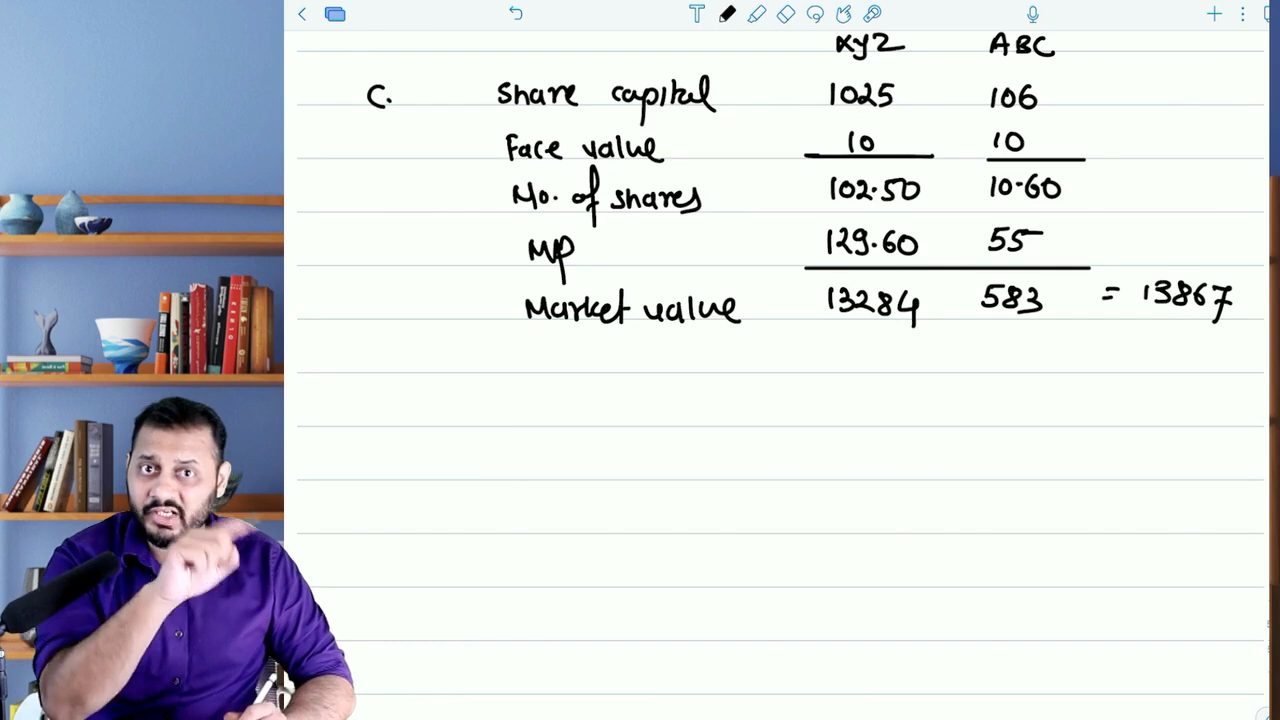 XYZ ABC
C. Share capital 1025 106
Face value 10 10
No. of shares 102.50 10.60
MP 129.60 55
Market value 13284 583 = 13867